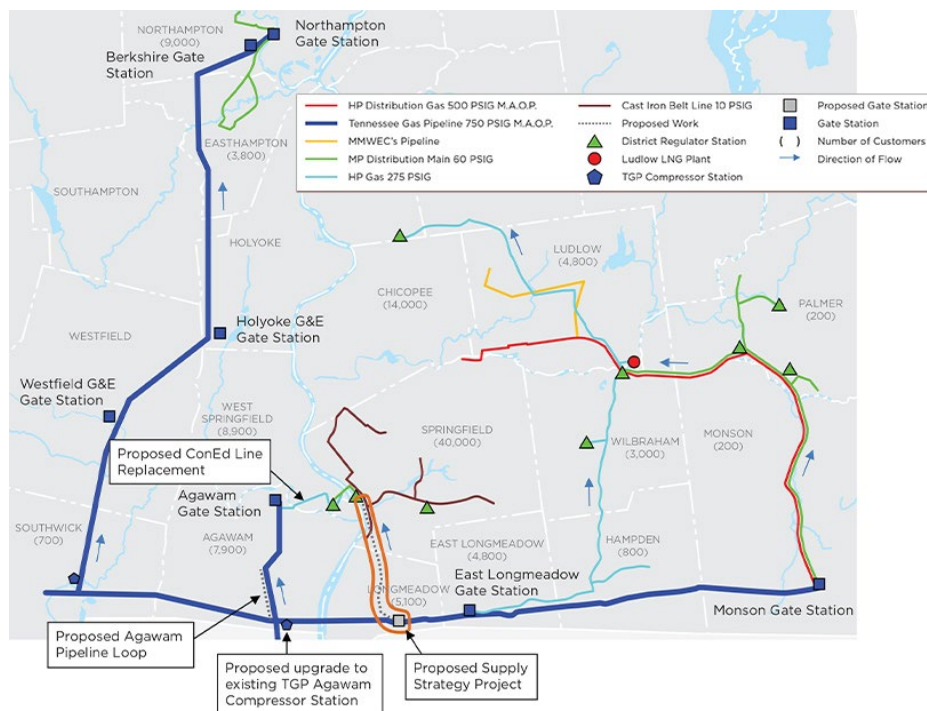 NORTHAMPTON
(9,000)
Northampton
Gate Station
Berkshire Gate
Station
HP Distribution Gas 500 PSIG M.A.O.P.
Tennessee Gas Pipeline 750 PSIG M.A.O.P.
MMWEC's Pipeline
MP Distribution Main 60 PSIG
HP Gas 275 PSIG
Cast Iron Belt Line 10 PSIG
Proposed Work
District Regulator Station
Ludlow LNG Plant
TGP Compressor Station
Proposed Gate Station
Gate Station
( )
Number of Customers
Direction of Flow
EASTHAMPTON
(3,800)
SOUTHAMPTON
HOLYOKE
LUDLOW
(4,800)
CHICOPEE
(14,000)
PALMER
(200)
WESTFIELD
Holyoke G&E
Gate Station
Westfield G&E
Gate Station
WEST
SPRINGFIELD
(8,900)
SPRINGFIELD
(40,000)
WILBRAHAM
(3,000)
MONSON
(200)
Proposed ConEd Line
Replacement
Agawam
Gate Station
SOUTHWICK
(700)
AGAWAM
(7,900)
EAST LONGMEADOW
(4,800)
HAMPDEN
(800)
LONGMEADOW
(5,100)
East Longmeadow
Gate Station
Monson Gate Station
Proposed Agawam
Pipeline Loop
Proposed upgrade to
existing TGP Agawam
Compressor Station
Proposed Supply
Strategy Project